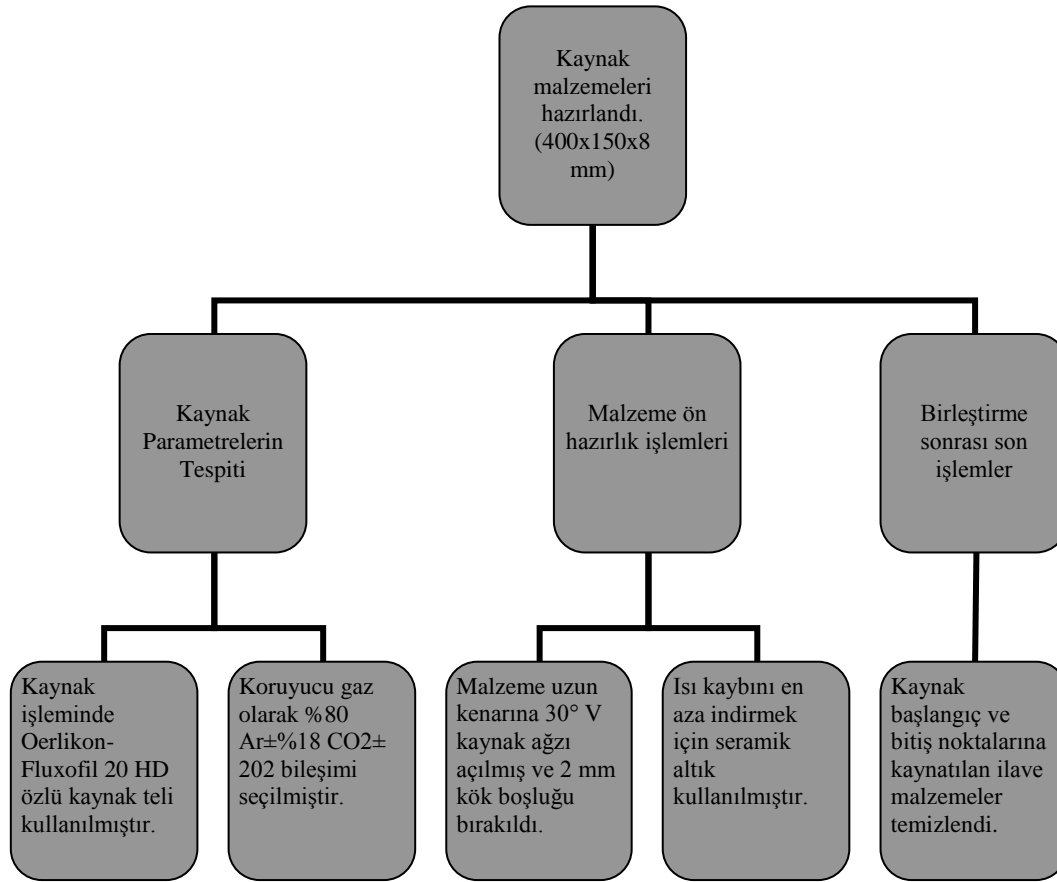 Kaynak
malzemeleri
hazırlandı.
(400x150x8
mm)
Kaynak
Parametrelerin
Tespiti
Malzeme ön
hazırlık işlemleri
Birleştirme
sonrası son
işlemler
Kaynak
işleminde
Oerlikon-
Fluxofil 20 HD
özlü kaynak teli
kullanılmıştır.
Koruyucu gaz
olarak %80
Ar±%18 CO2±
202 bileşimi
seçilmiştir.
Malzeme uzun
kenarına 30° V
kaynak ağzı
açılmış ve 2 mm
kök boşluğu
bırakıldı.
Isı kaybını en
aza indirmek
için seramik
altık
kullanılmıştır.
Kaynak
başlangıç ve
bitiş noktalarına
kaynatılan ilave
malzemeler
temizlendi.